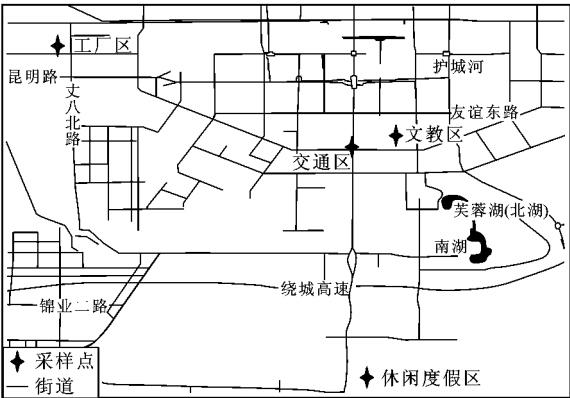 工厂区
护城河
昆明路
丈八北路
友谊东路
文教区
交通区
芙蓉湖(北湖)
南湖
绕城高速
锦业二路
采样点
街道
休闲度假区